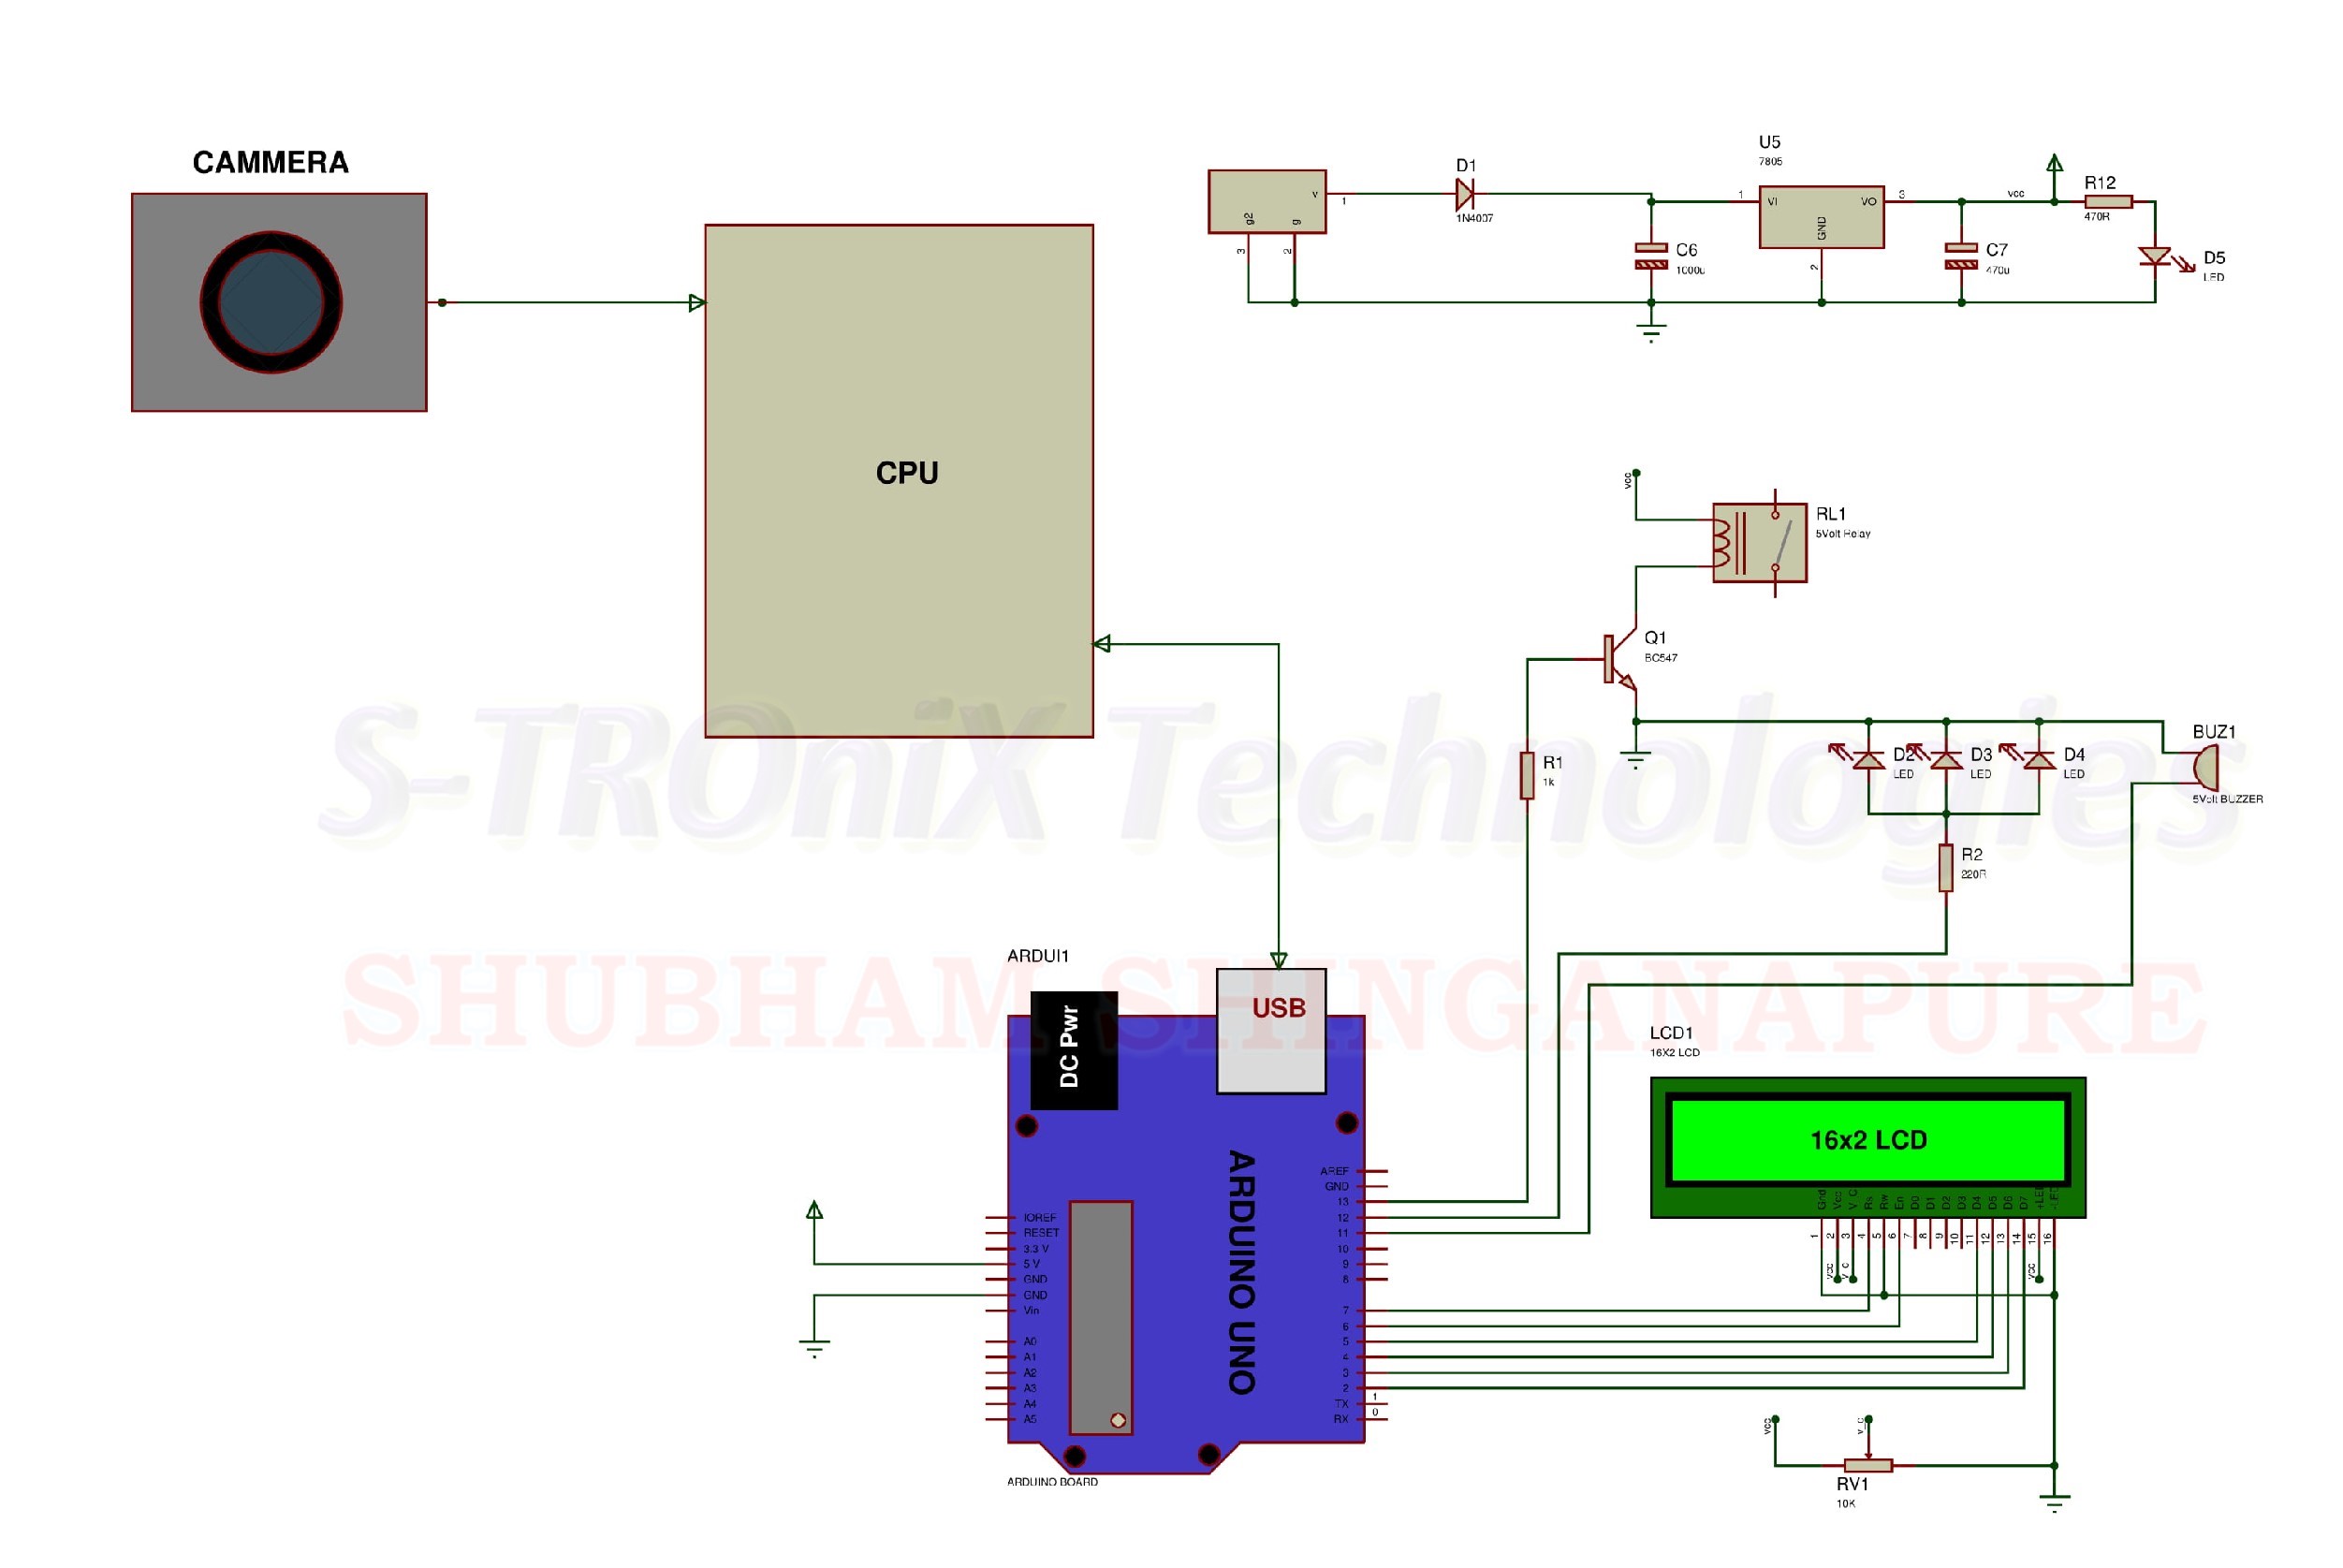 CAMMERA
CPU
V
1
g2
g
3
2
D1
1N4007
U5
7805
1
VI
VO
3
GND
2
C6
1000u
C7
470u
vcc
R12
470R
D5
LED
vcc
RL1
5Volt Relay
Q1
BC547
R1
1k
D2
LED
D3
LED
D4
LED
BUZ1
5Volt BUZZER
R2
220R
S-TROniX Technologies
SHUBHAM SHINGANAPURE
ARDUI1
DC Pwr
USB
ARDUINO UNO
AREF
GND
13
12
11
10
9
8
7
6
5
4
3
2
TX 1
RX 0
IOREF
RESET
3.3 V
5 V
GND
GND
Vin
A0
A1
A2
A3
A4
A5
ARDUINO BOARD
LCD1
16X2 LCD
16x2 LCD
Gnd Vcc V_C Rs Rw En D0 D1 D2 D3 D4 D5 D6 D7 +LED -LED
1 2 3 4 5 6 7 8 9 10 11 12 13 14 15 16
vcc
v_c
vcc
vcc
v_c
RV1
10K